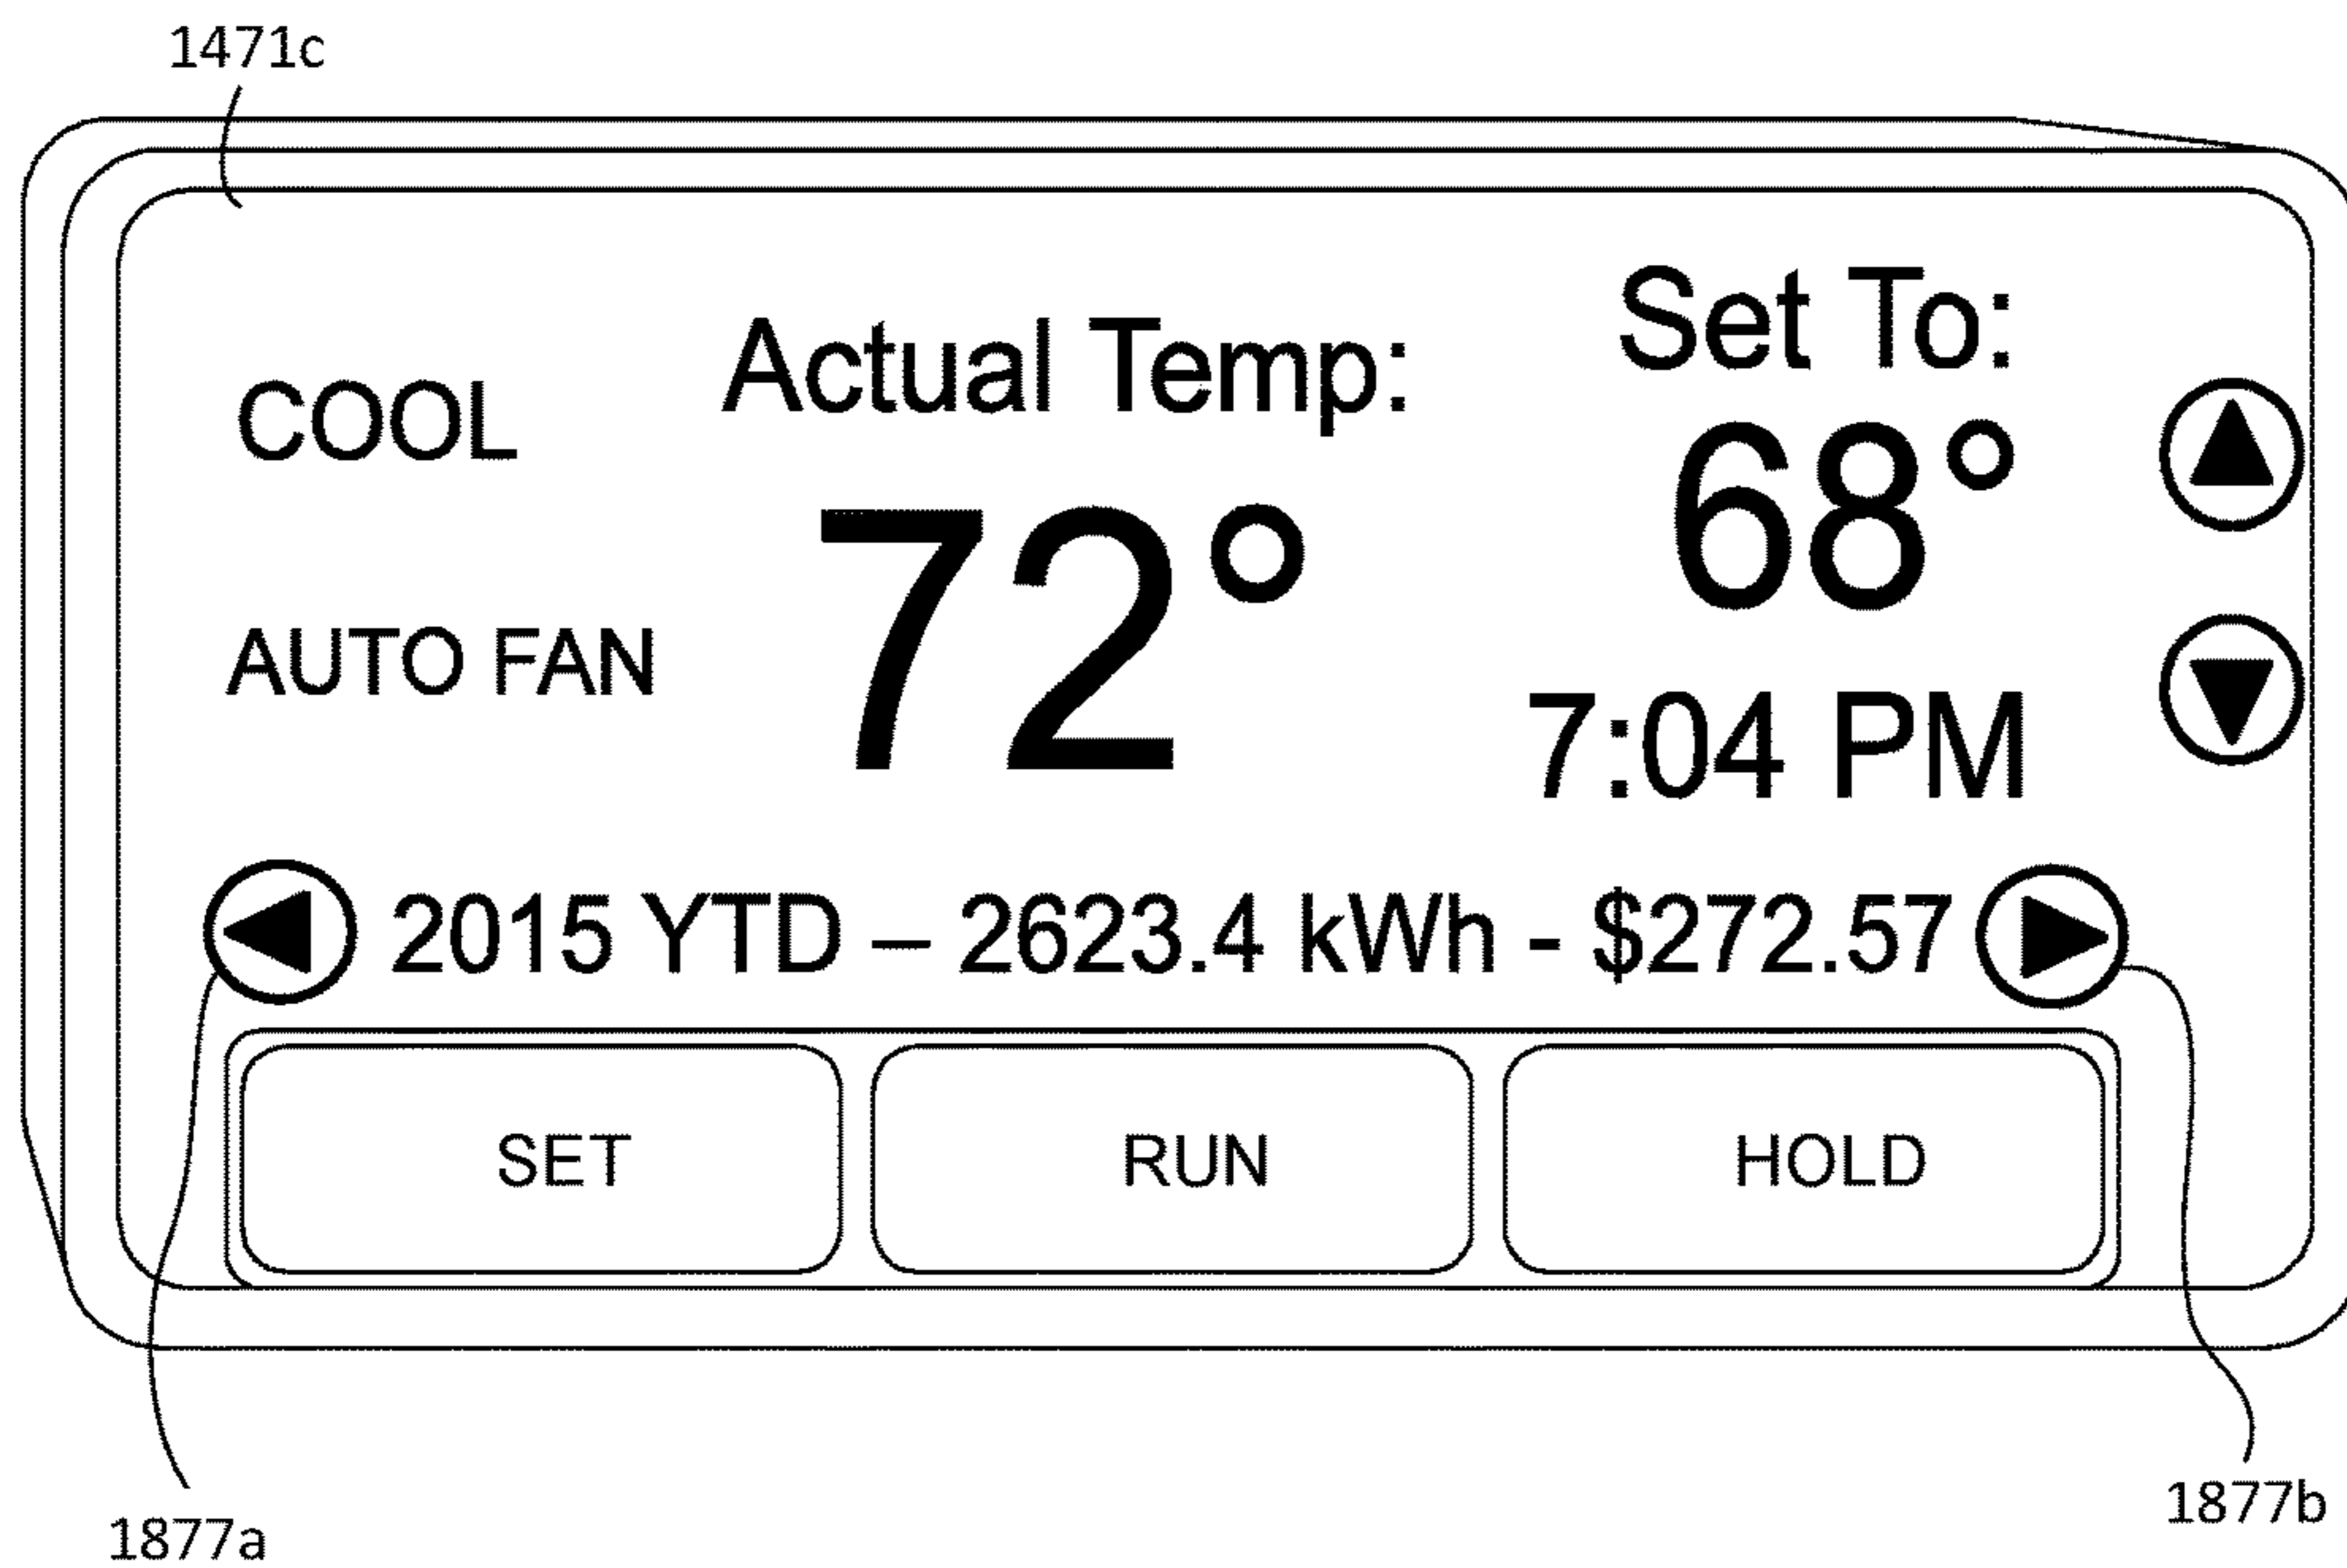 1471c
Set To:
Actual Temp:
COOL
68°
72°
AUTO FAN
7:04 PM
2015 YTD – 2623.4 kWh - $272.57
SET
RUN
HOLD
1877a
1877b